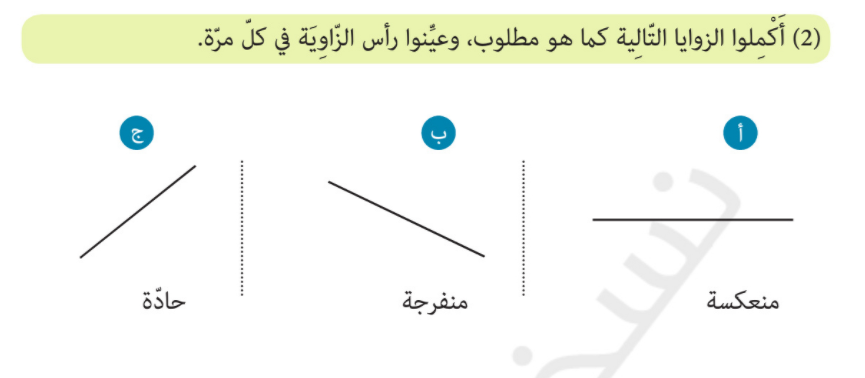 (2) أَكْمِلوا الزوايا التّالِية كما هو مطلوب، وعيِّنوا رأس الزّاوِيَة في كلّ مرّة.
أ
ب
ج
منعكسة
منفرجة
حادّة